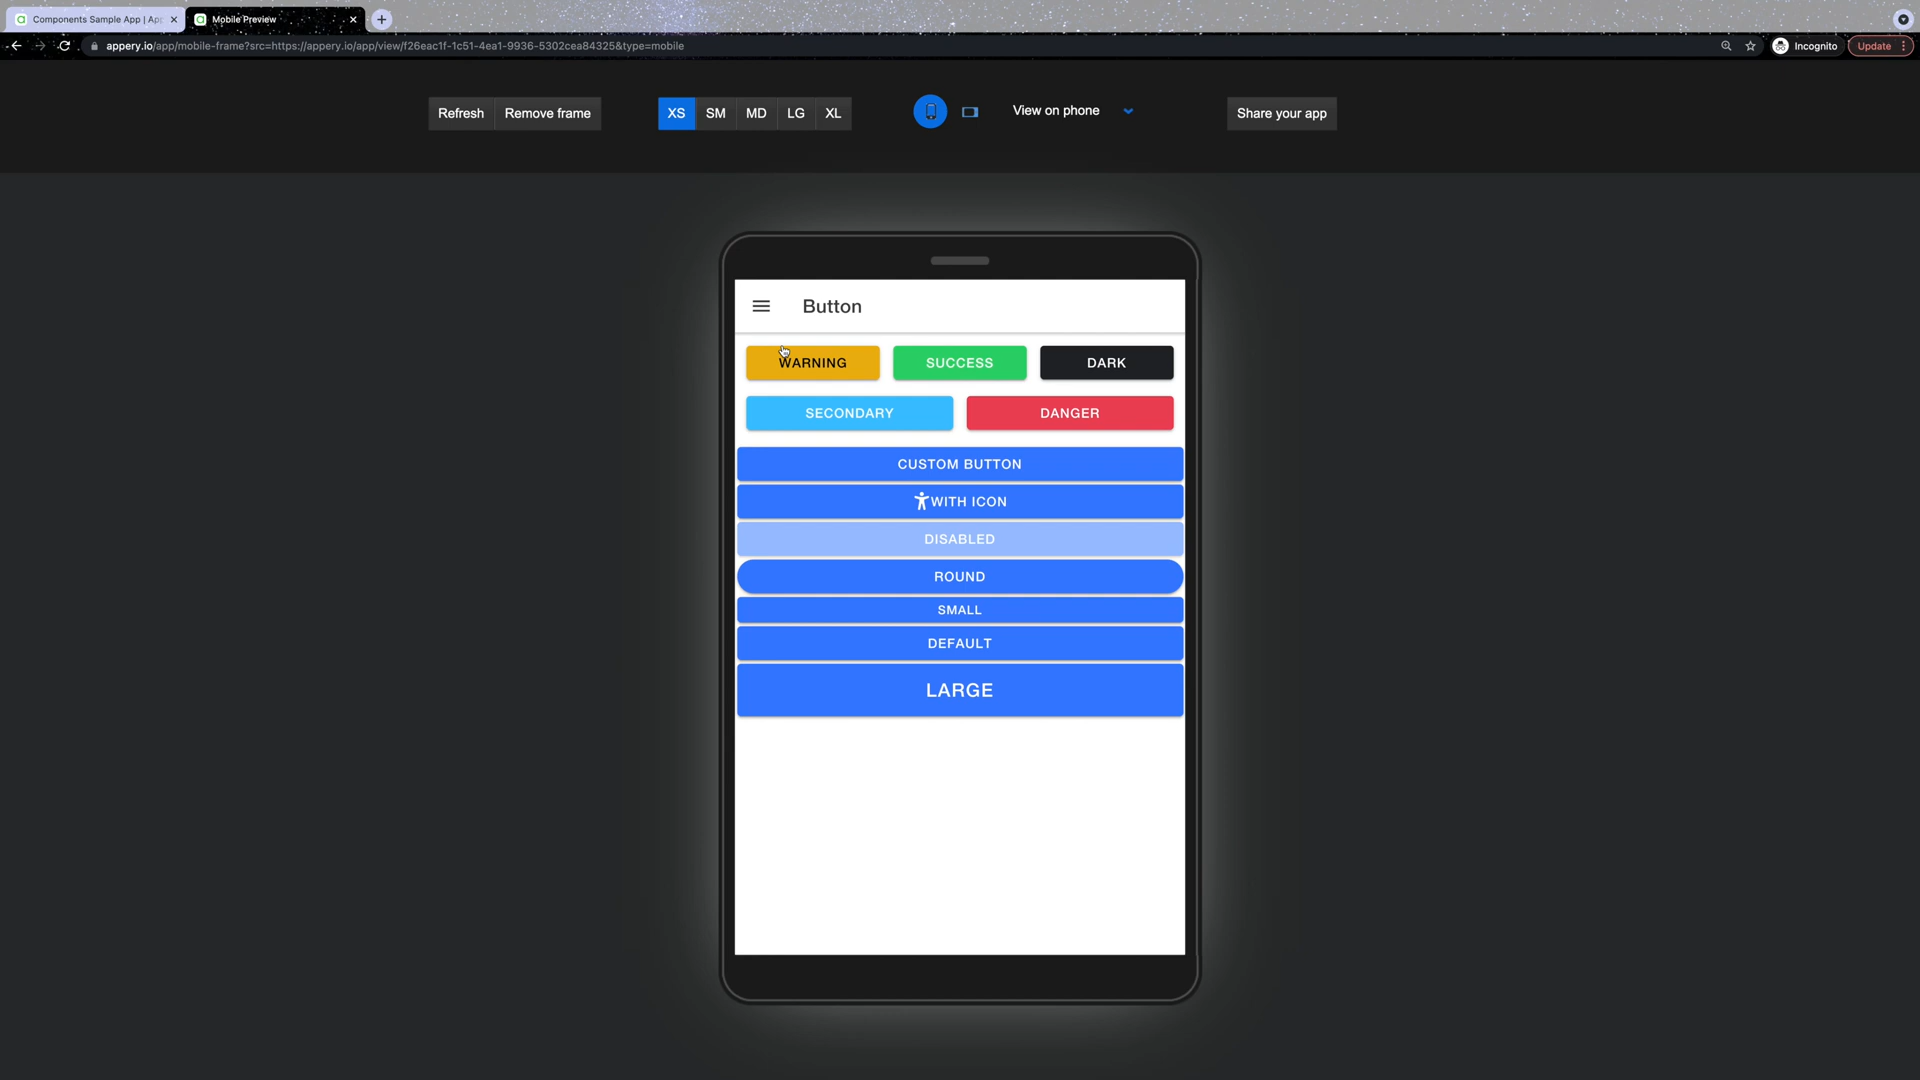 Components Sample App | App
Mobile Preview
appery.io/app/mobile-frame?src=https://appery.io/app/view/f26eac1f-1c51-4ea1-9936-5302cea84325&type=mobile
Incognito
Update
Refresh
Remove frame
XS
SM
MD
LG
XL
View on phone
Share your app
Button
WARNING
SUCCESS
DARK
SECONDARY
DANGER
CUSTOM BUTTON
WITH ICON
DISABLED
ROUND
SMALL
DEFAULT
LARGE